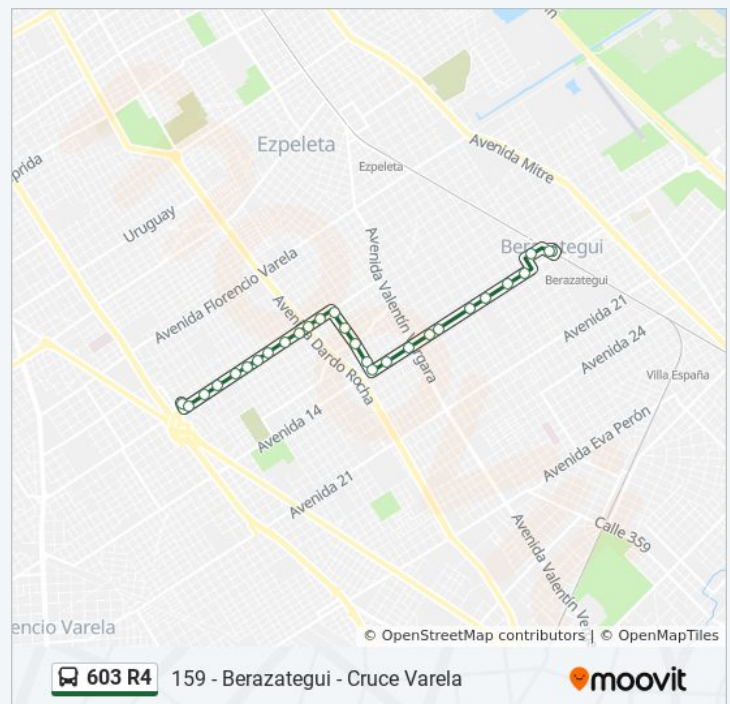 Ezpeleta
Ezpeleta
Avenida Mitre
prida
Uruguay
Avenida Florencio Varela
Avenida Valentín Vergara
Berazategui
Berazategui
Avenida Dardo Rocha
Avenida 21
Avenida 24
Villa España
Avenida 14
Avenida 21
Avenida Eva Perón
Calle 359
Avenida Valentín Ve
encio Varela
© OpenStreetMap contributors | © OpenMapTiles
603 R4 159 - Berazategui - Cruce Varela
moovit